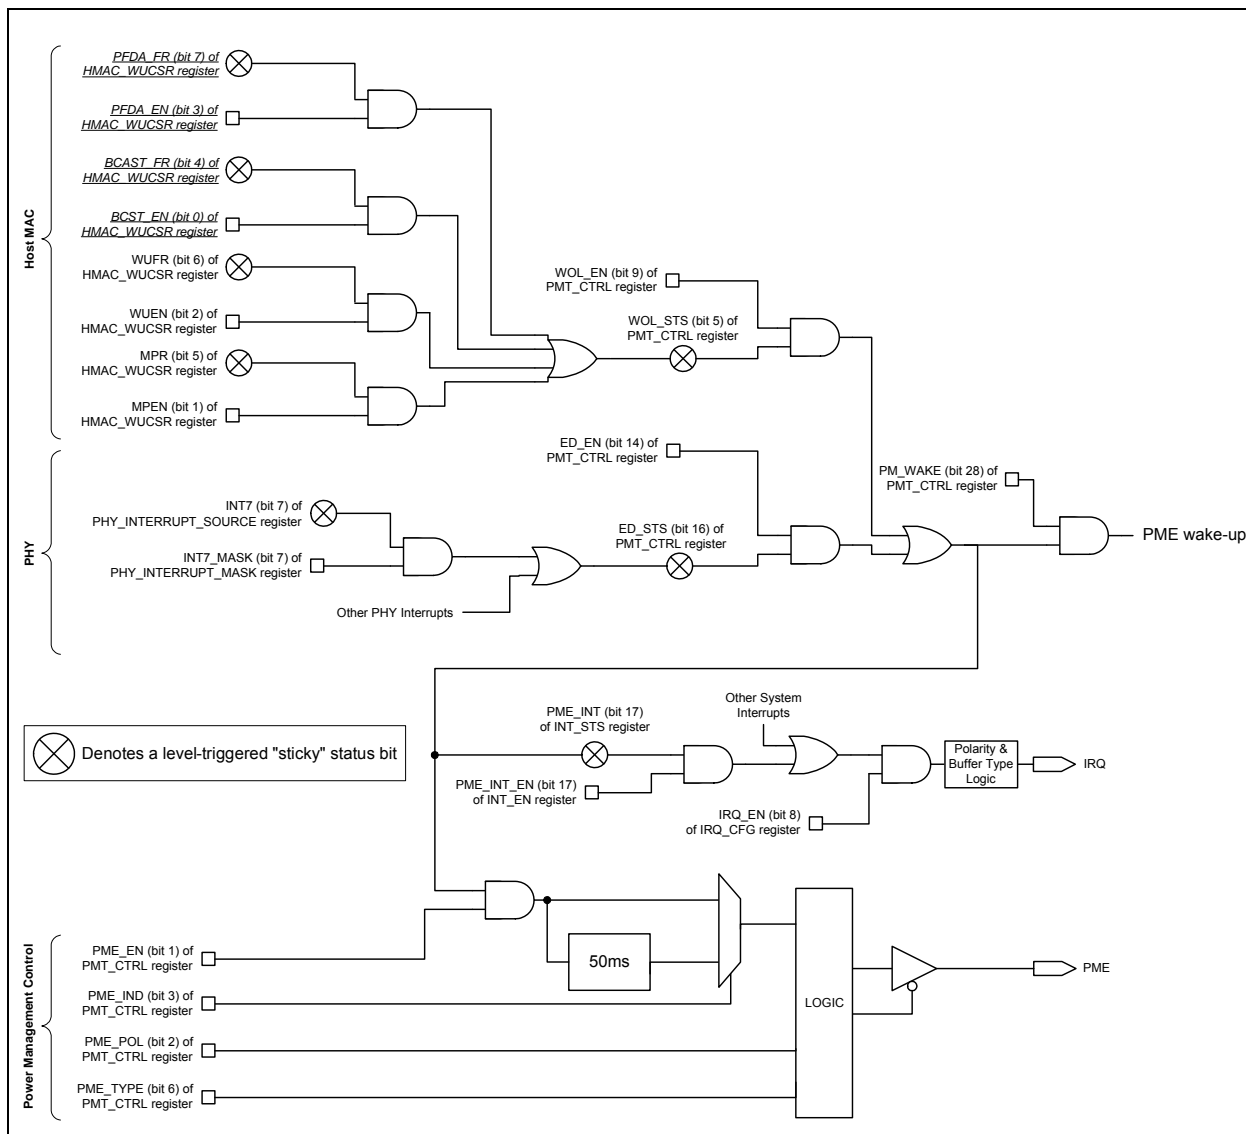 Host MAC
PFDA_FR (bit 7) of
HMAC_WUCSR register
PFDA_EN (bit 3) of
HMAC_WUCSR register
BCAST_FR (bit 4) of
HMAC_WUCSR register
BCST_EN (bit 0) of
HMAC_WUCSR register
WUFR (bit 6) of
HMAC_WUCSR register
WUEN (bit 2) of
HMAC_WUCSR register
MPR (bit 5) of
HMAC_WUCSR register
MPEN (bit 1) of
HMAC_WUCSR register
WOL_EN (bit 9) of
PMT_CTRL register
WOL_STS (bit 5) of
PMT_CTRL register
PHY
INT7 (bit 7) of
PHY_INTERRUPT_SOURCE register
INT7_MASK (bit 7) of
PHY_INTERRUPT_MASK register
Other PHY Interrupts
ED_EN (bit 14) of
PMT_CTRL register
ED_STS (bit 16) of
PMT_CTRL register
PM_WAKE (bit 28) of
PMT_CTRL register
PME wake-up
Denotes a level-triggered "sticky" status bit
PME_INT (bit 17)
of INT_STS register
PME_INT_EN (bit 17)
of INT_EN register
Other System
Interrupts
IRQ_EN (bit 8)
of IRQ_CFG register
Polarity &
Buffer Type
Logic
IRQ
Power Management Control
PME_EN (bit 1) of
PMT_CTRL register
PME_IND (bit 3) of
PMT_CTRL register
PME_POL (bit 2) of
PMT_CTRL register
PME_TYPE (bit 6) of
PMT_CTRL register
50ms
LOGIC
PME